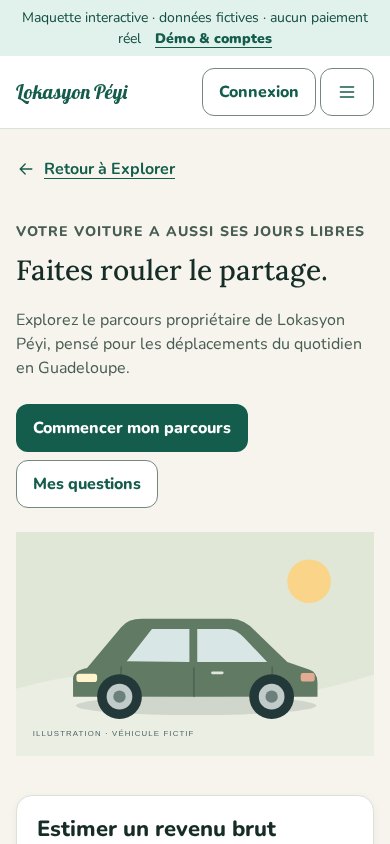 Maquette interactive · données fictives · aucun paiement
réel Démo & comptes
Lokasyon Péyi
Connexion
Retour à Explorer
VOTRE VOITURE A AUSSI SES JOURS LIBRES
Faites rouler le partage.
Explorez le parcours propriétaire de Lokasyon
Péyi, pensé pour les déplacements du quotidien
en Guadeloupe.
Commencer mon parcours
Mes questions
ILLUSTRATION · VÉHICULE FICTIF
Estimer un revenu brut